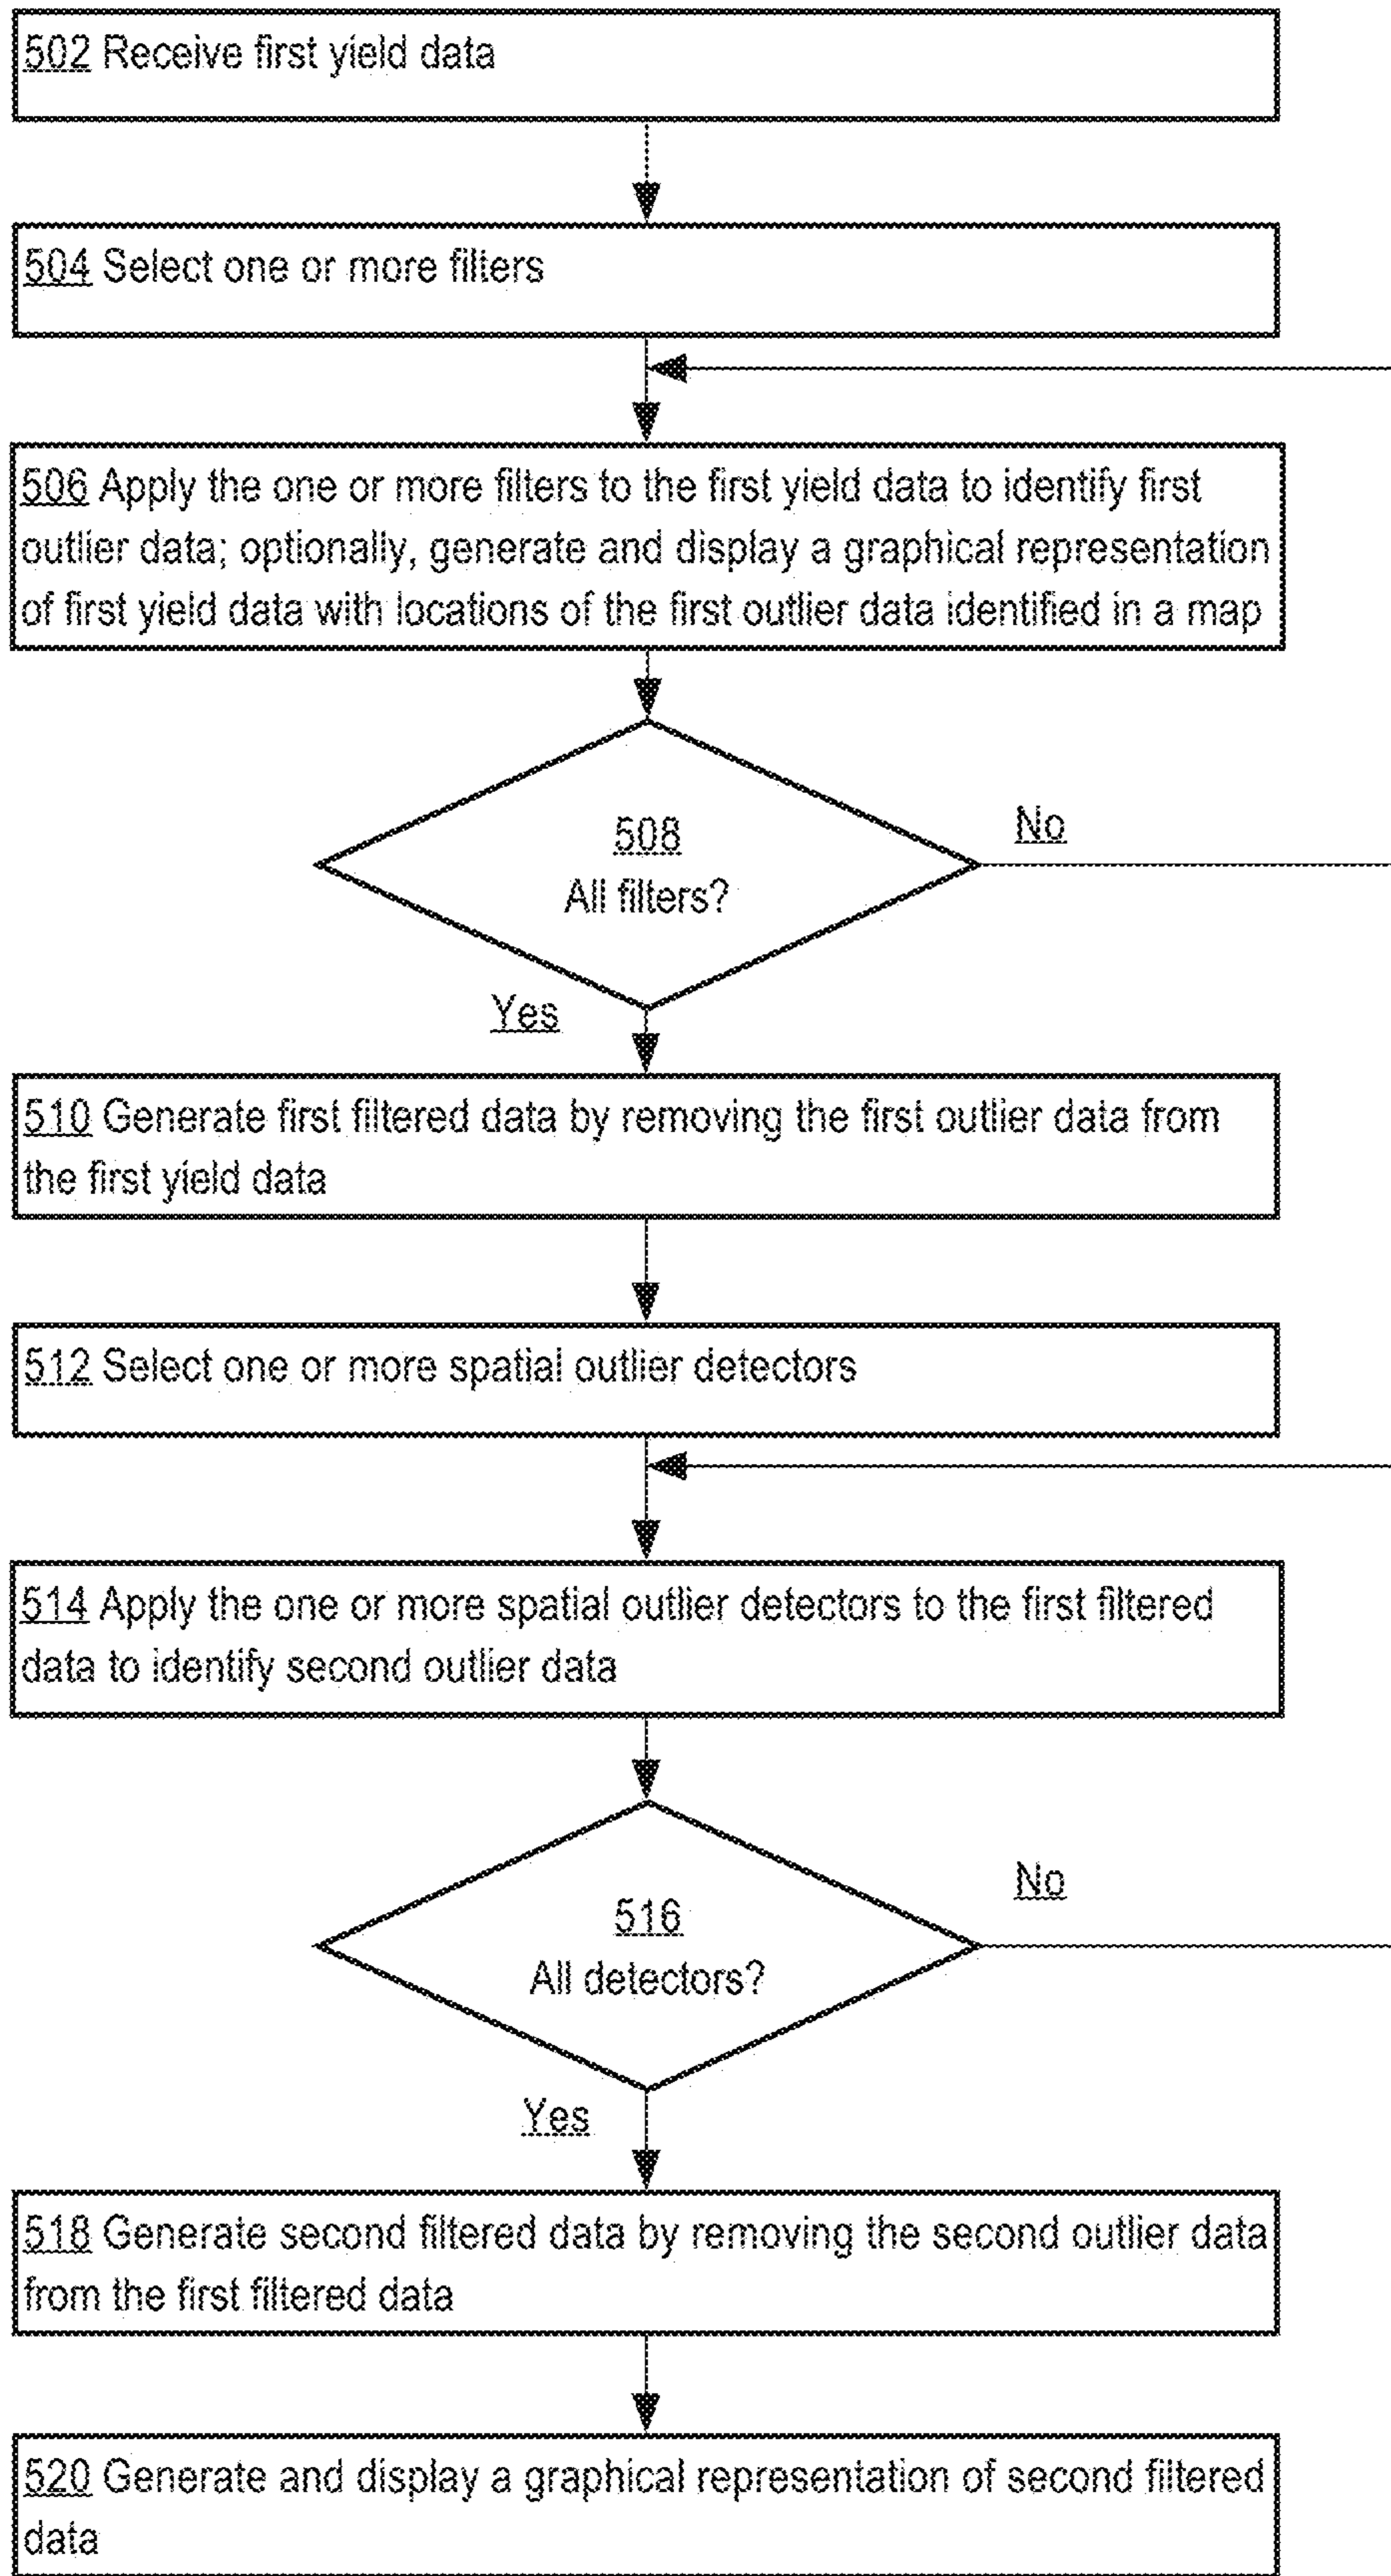 502 Receive first yield data
504 Select one or more filters
506 Apply the one or more filters to the first yield data to identify first
outlier data; optionally, generate and display a graphical representation
of first yield data with locations of the first outlier data identified in a map
508
All filters?
No
Yes
510 Generate first filtered data by removing the first outlier data from
the first yield data
512 Select one or more spatial outlier detectors
514 Apply the one or more spatial outlier detectors to the first filtered
data to identify second outlier data
516
All detectors?
No
Yes
518 Generate second filtered data by removing the second outlier data
from the first filtered data
520 Generate and display a graphical representation of second filtered
data